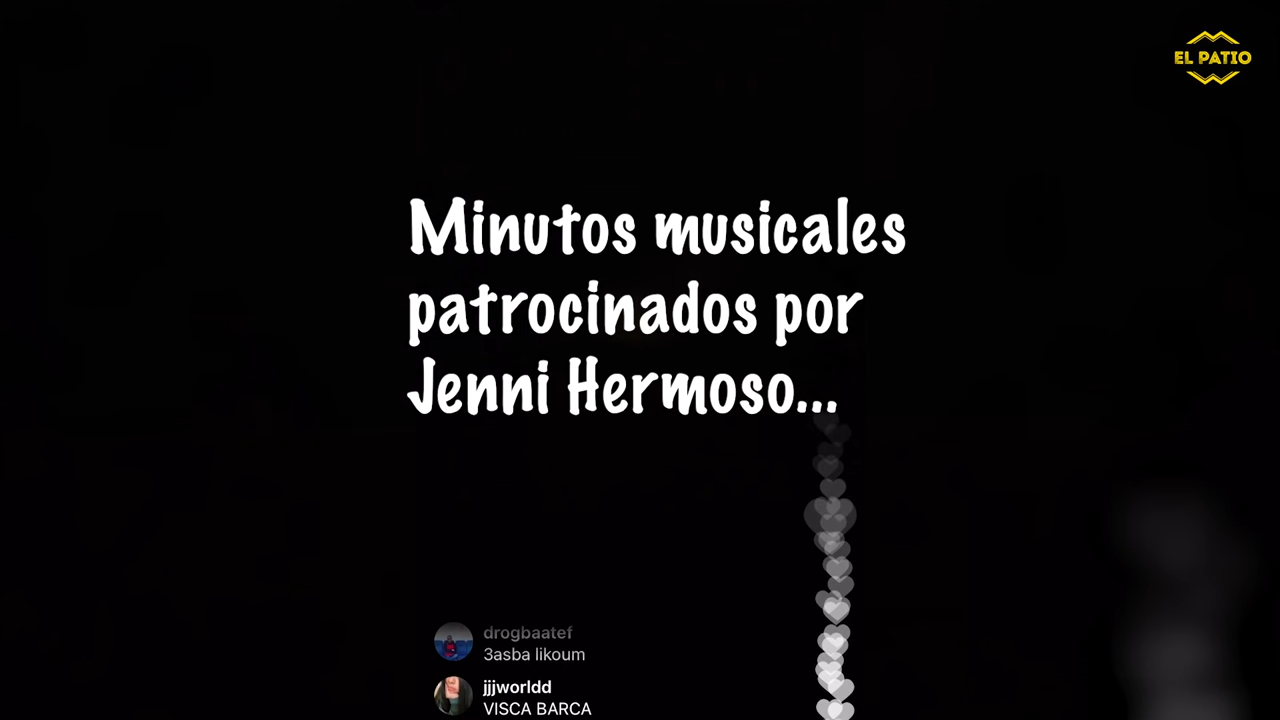 EL PATIO
Minutos musicales
patrocinados por
Jenni Hermoso...
drogbaatef
3asba likoum
jjjworldd
VISCA BARCA